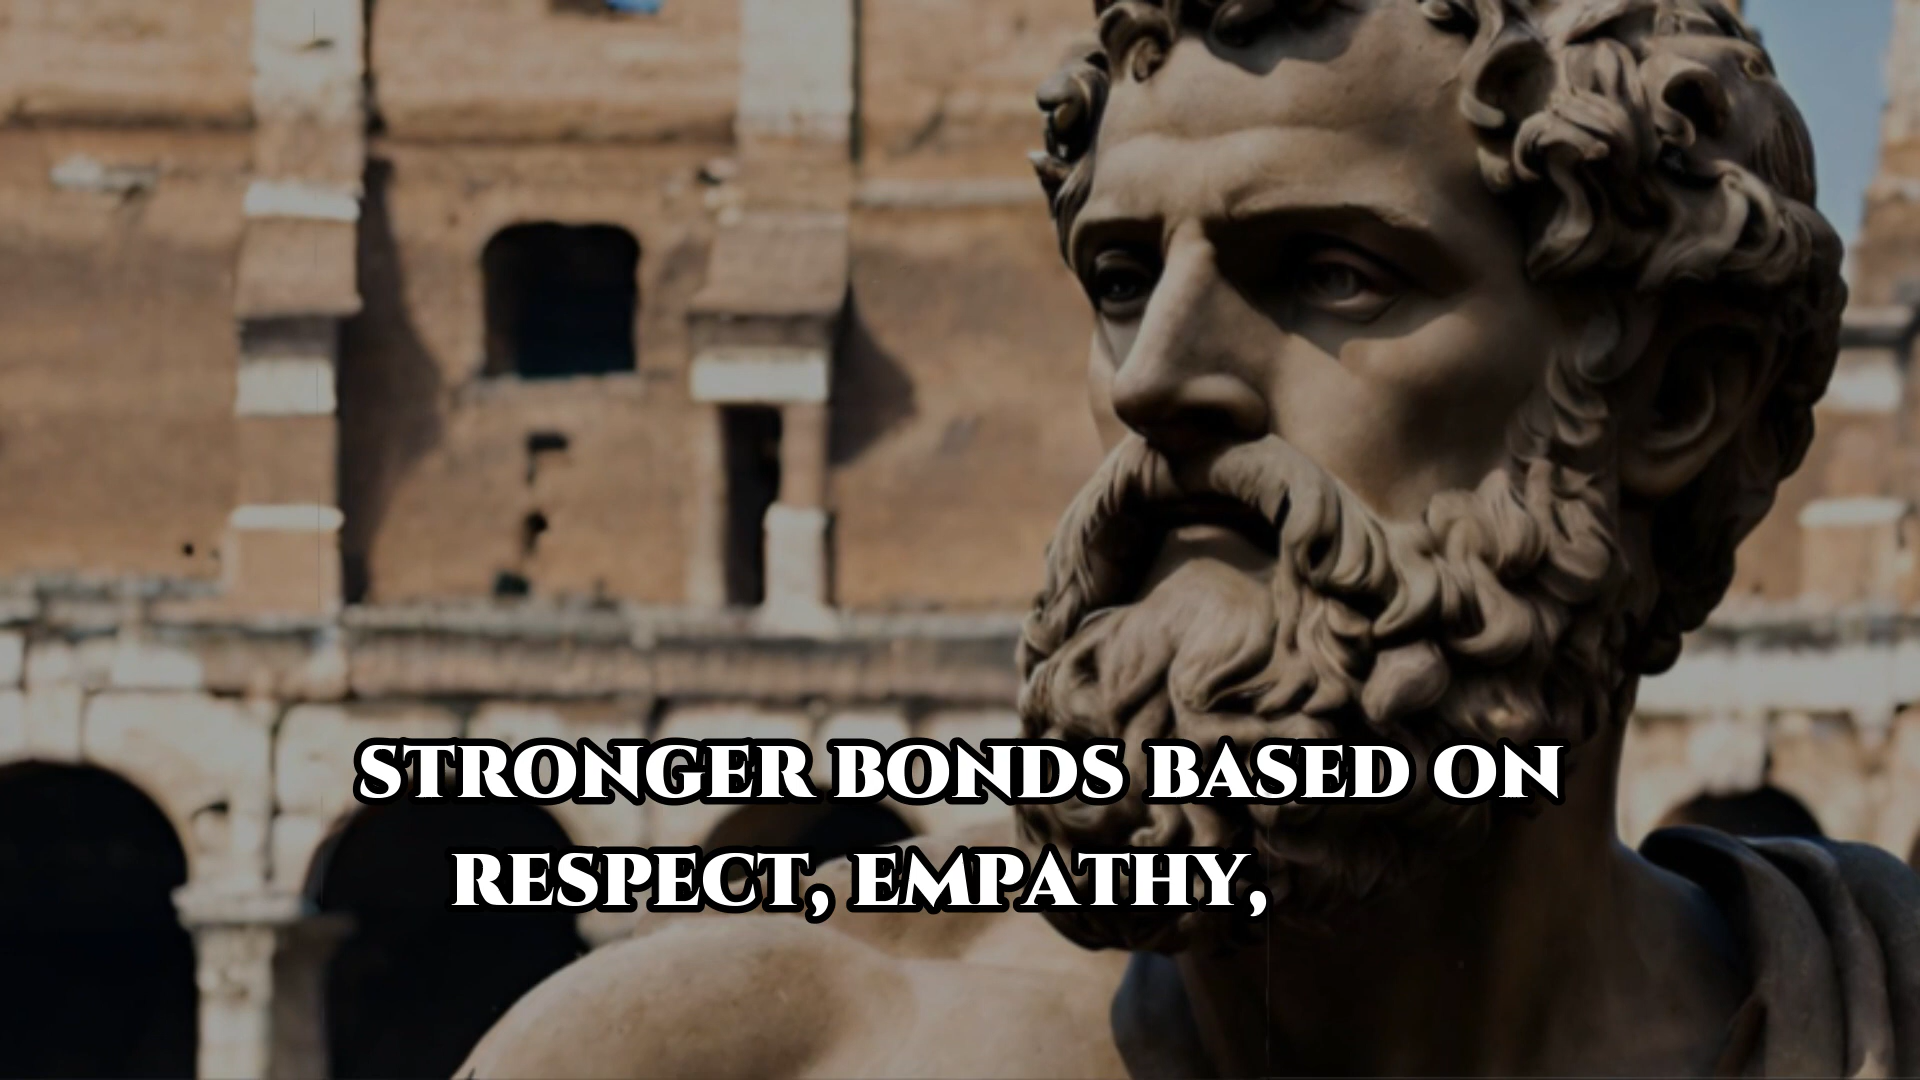 STRONGER BONDS BASED ON
RESPECT, EMPATHY,